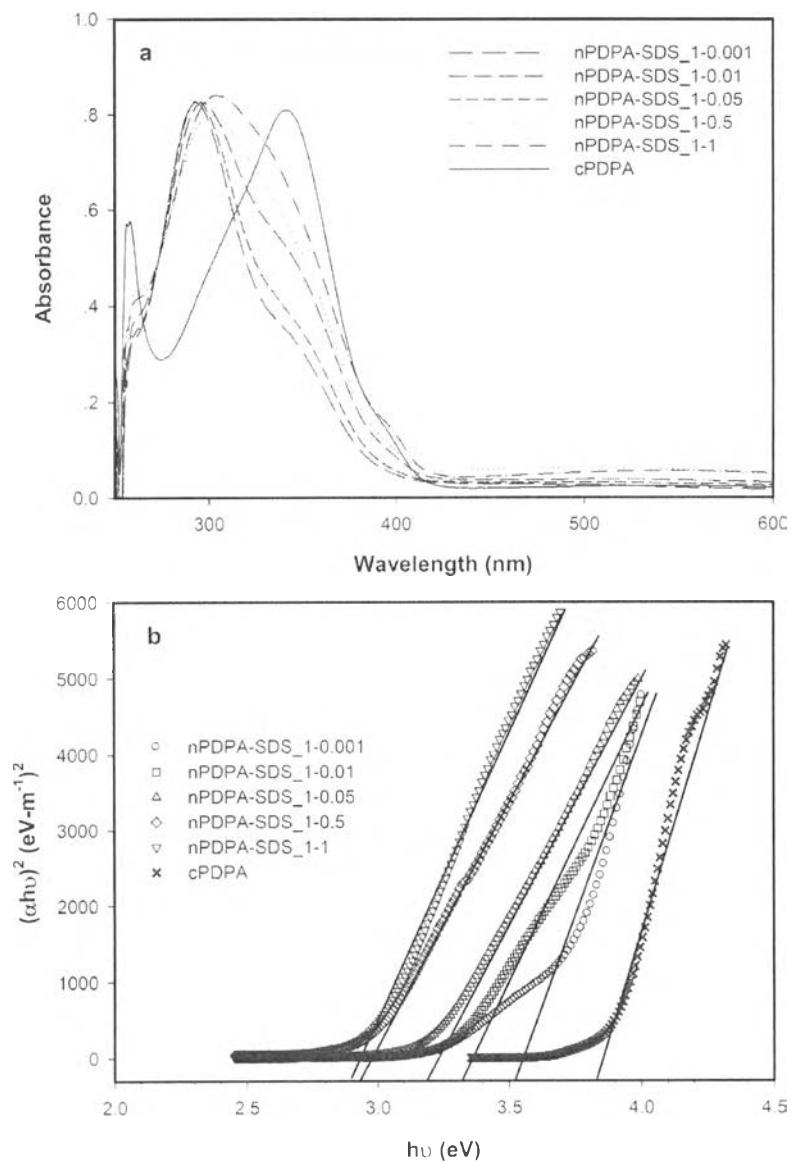 a
1.0
.8
.6
.4
.2
0.0
Absorbance
nPDPA-SDS_1-0.001
nPDPA-SDS_1-0.01
nPDPA-SDS_1-0.05
nPDPA-SDS_1-0.5
nPDPA-SDS_1-1
cPDPA
300 400 500 600
Wavelength (nm)
b
6000
5000
4000
3000
2000
1000
0
(αhυ)² (eV-m⁻¹)²
nPDPA-SDS_1-0.001
nPDPA-SDS_1-0.01
nPDPA-SDS_1-0.05
nPDPA-SDS_1-0.5
nPDPA-SDS_1-1
cPDPA
2.0 2.5 3.0 3.5 4.0 4.5
hυ (eV)